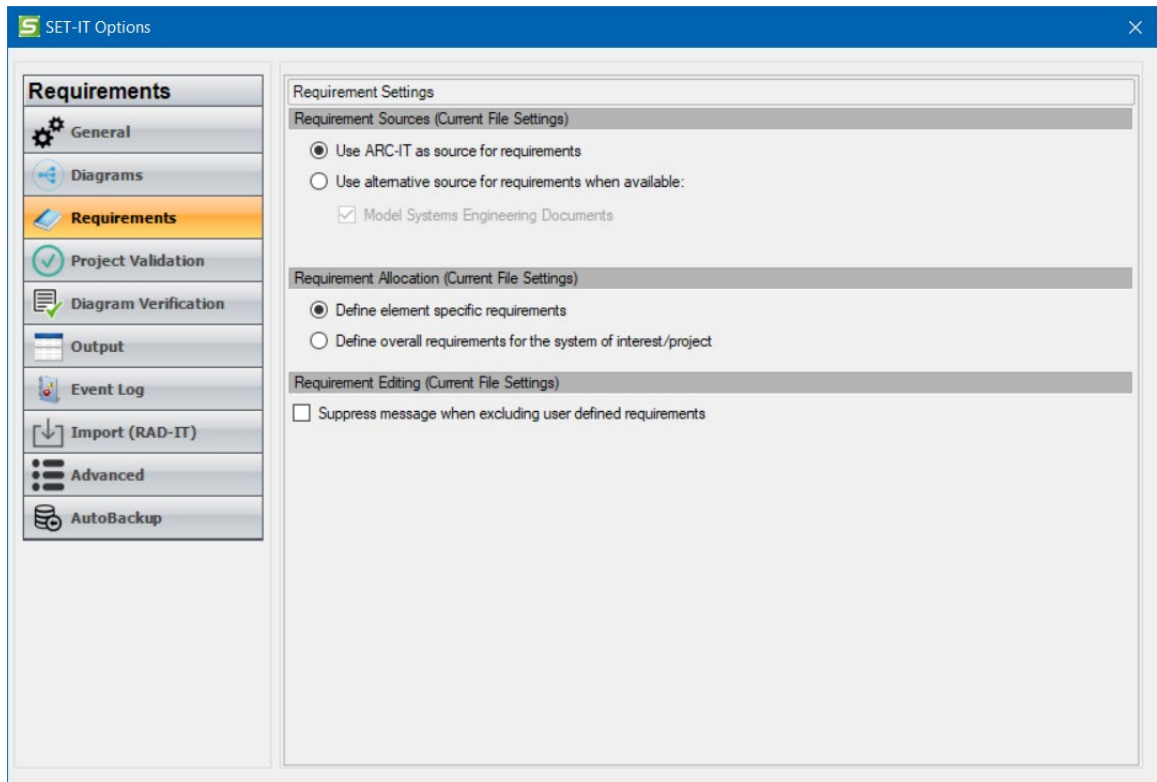 SET-IT Options
Requirements
General
Diagrams
Requirements
Project Validation
Diagram Verification
Output
Event Log
Import (RAD-IT)
Advanced
AutoBackup
Requirement Settings
Requirement Sources (Current File Settings)
Use ARC-IT as source for requirements
Use alternative source for requirements when available:
Model Systems Engineering Documents
Requirement Allocation (Current File Settings)
Define element specific requirements
Define overall requirements for the system of interest/project
Requirement Editing (Current File Settings)
Suppress message when excluding user defined requirements